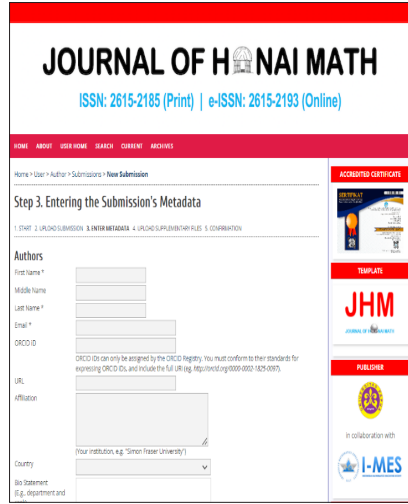 JOURNAL OF HONAI MATH
ISSN: 2615-2185 (Print) | e-ISSN: 2615-2193 (Online)
HOME ABOUT USER HOME SEARCH CURRENT ARCHIVES
Home > User > Author > Submissions > New Submission
Step 3. Entering the Submission's Metadata
1. START 2. UPLOAD SUBMISSION 3. ENTER METADATA 4. UPLOAD SUPPLEMENTARY FILES 5. CONFIRMATION
Authors
First Name *
Middle Name
Last Name *
Email *
ORCID iD
ORCID iDs can only be assigned by the ORCID Registry. You must conform to their standards for
expressing ORCID iDs, and include the full URI (eg. http://orcid.org/0000-0002-1825-0097).
URL
Affiliation
(Your institution, e.g. "Simon Fraser University")
Country
Bio Statement
(E.g., department and
ACCREDITED CERTIFICATE
SERTIFIKAT
TEMPLATE
JHM
JOURNAL OF HONAI MATH
PUBLISHER
in collaboration with
I-MES